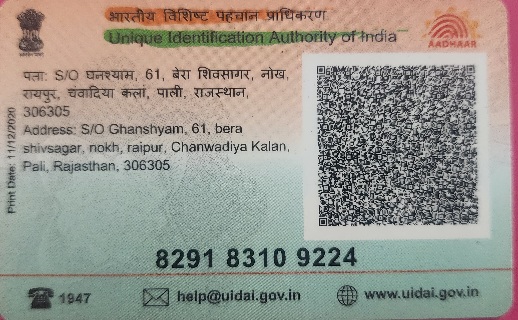 भारतीय विशिष्ट पहचान प्राधिकरण
Unique Identification Authority of India
AADHAAR
पता: S/O घनश्याम, 61, बेरा शिवसागर, नोख,
रायपुर, चंवादिया कलां, पाली, राजस्थान,
306305
Address: S/O Ghanshyam, 61, bera
shivsagar, nokh, raipur, Chanwadiya Kalan,
Pali, Rajasthan, 306305
Print Date: 11/12/2020
8291 8310 9224
1947
help@uidai.gov.in
www.uidai.gov.in